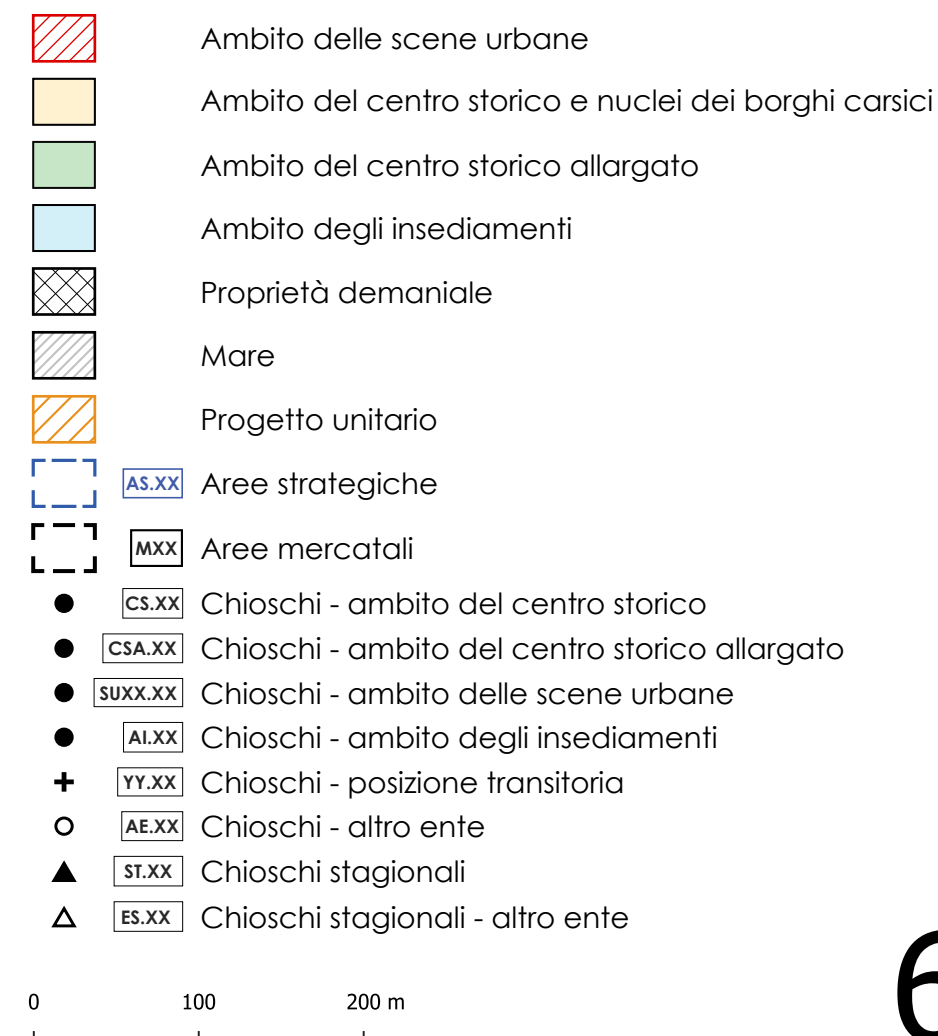 Ambito delle scene urbane
Ambito del centro storico e nuclei dei borghi carsici
Ambito del centro storico allargato
Ambito degli insediamenti
Proprietà demaniale
Mare
Progetto unitario
AS.XX Aree strategiche
MXX Aree mercatali
CS.XX Chioschi - ambito del centro storico
CSA.XX Chioschi - ambito del centro storico allargato
SUXX.XX Chioschi - ambito delle scene urbane
AI.XX Chioschi - ambito degli insediamenti
YY.XX Chioschi - posizione transitoria
AE.XX Chioschi - altro ente
ST.XX Chioschi stagionali
ES.XX Chioschi stagionali - altro ente
6
0 100 200 m